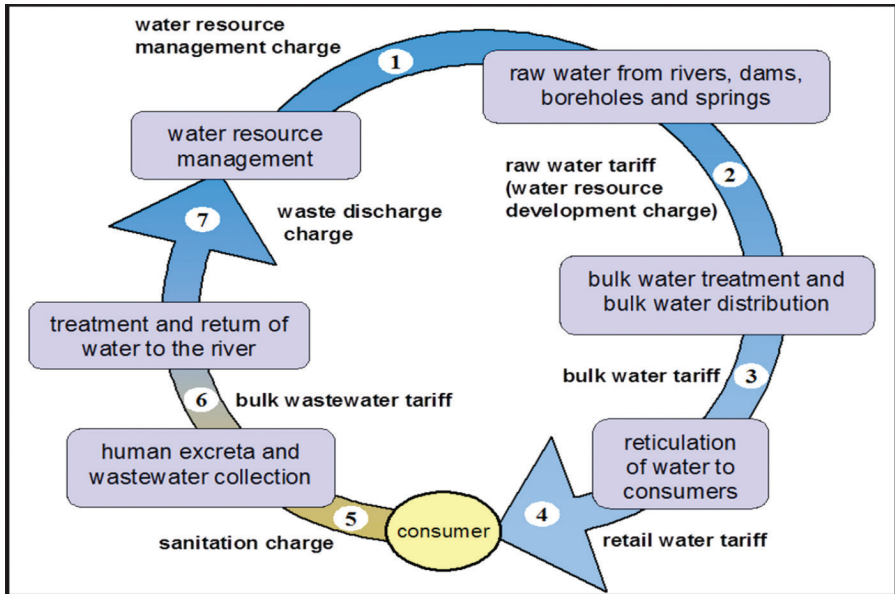 water resource
management charge
1
raw water from rivers, dams,
boreholes and springs
water resource
management
raw water tariff
(water resource
development charge)
2
7
waste discharge
charge
bulk water treatment and
bulk water distribution
treatment and return of
water to the river
bulk water tariff
3
6
bulk wastewater tariff
human excreta and
wastewater collection
reticulation
of water to
consumers
5
sanitation charge
consumer
4
retail water tariff